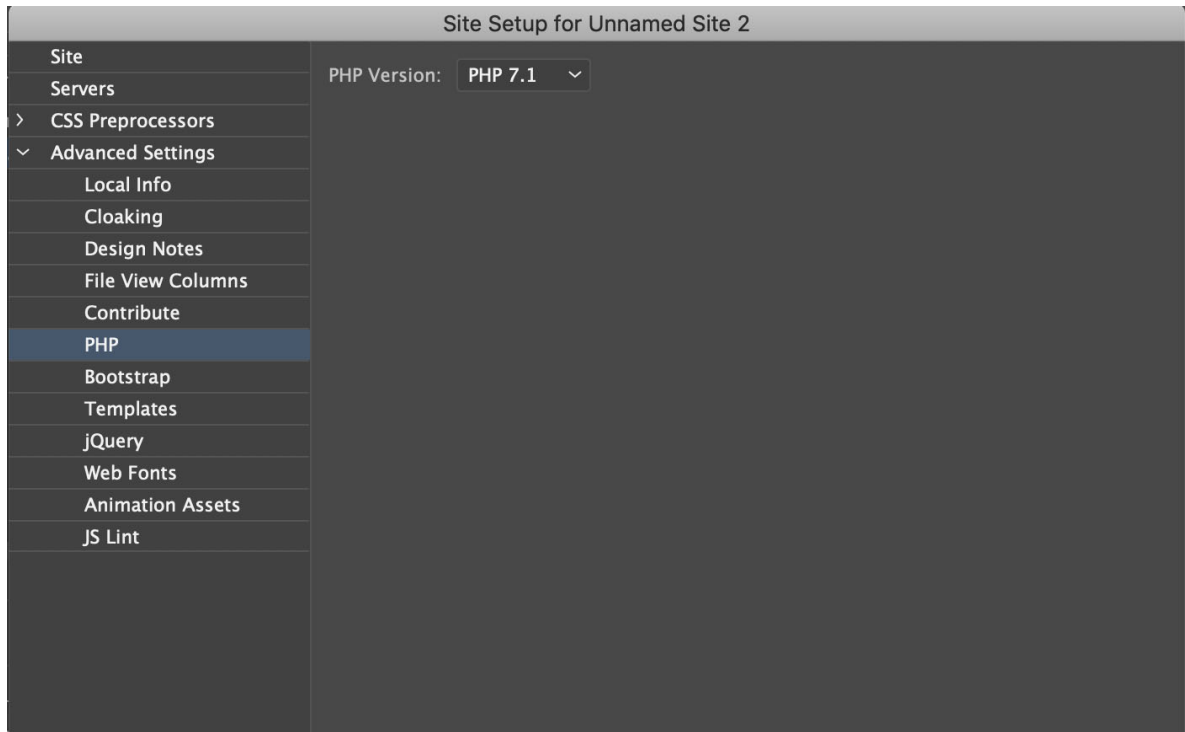 Site Setup for Unnamed Site 2
Site
Servers
CSS Preprocessors
Advanced Settings
Local Info
Cloaking
Design Notes
File View Columns
Contribute
PHP
Bootstrap
Templates
jQuery
Web Fonts
Animation Assets
JS Lint
PHP Version: PHP 7.1